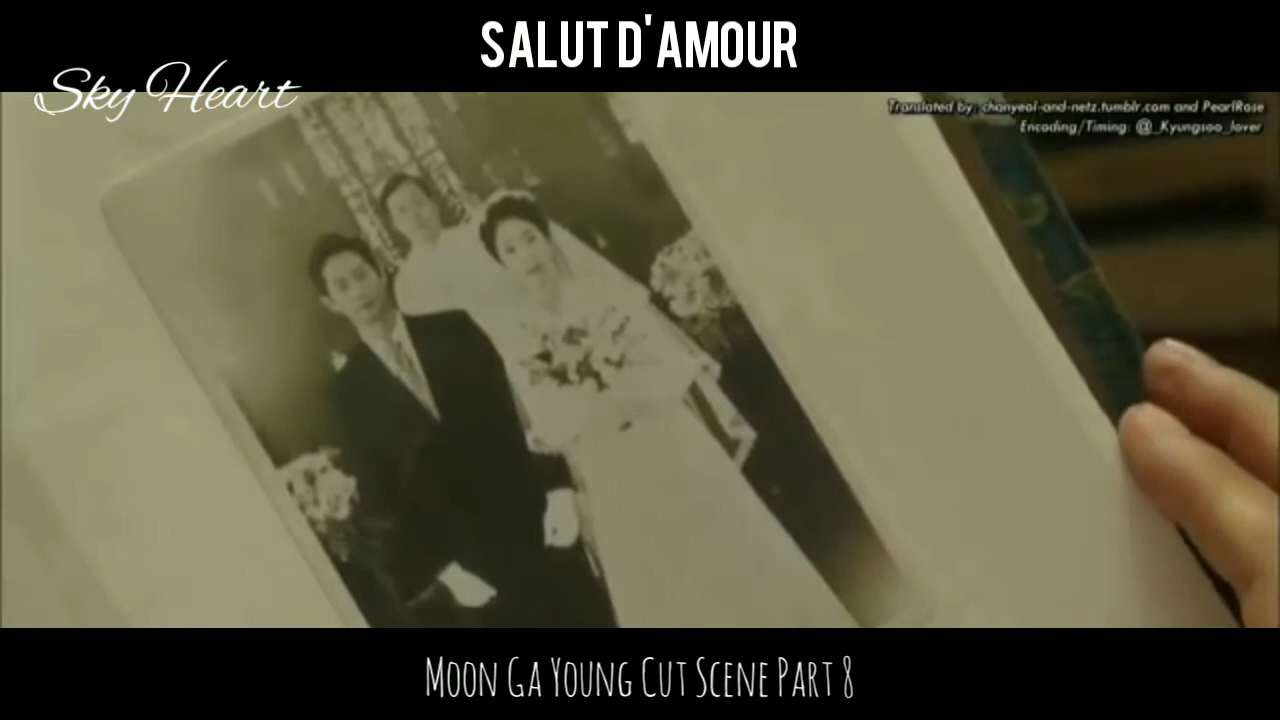 SALUT D'AMOUR
Sky Heart
Translated by: chanyeol-and-netz.tumblr.com and PearlRose
Encoding/Timing: @_Kyungsoo_lover
MOON GA YOUNG CUT SCENE PART 8